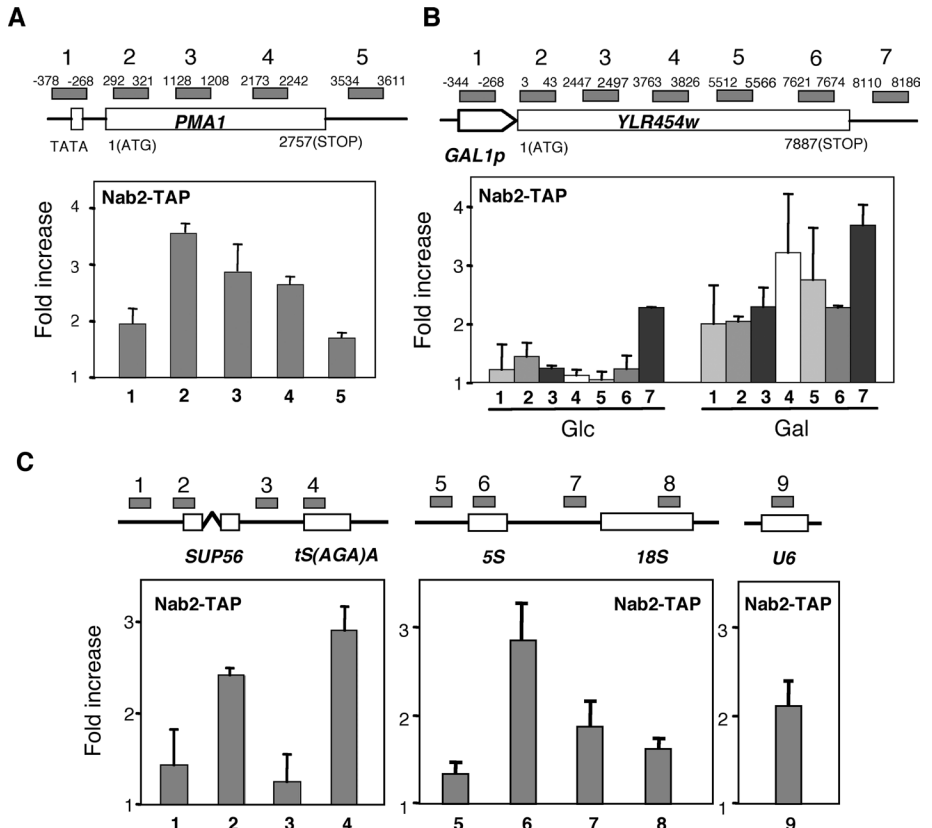 A
1 2 3 4 5
-378 -268 292 321 1128 1208 2173 2242 3534 3611
PMA1
TATA 1(ATG) 2757(STOP)
Nab2-TAP
Fold increase
4
3
2
1
1 2 3 4 5
B
1 2 3 4 5 6 7
-344 -268 3 43 2447 2497 3763 3826 5512 5566 7621 7674 8110 8186
YLR454w
GAL1p 1(ATG) 7887(STOP)
Nab2-TAP
Fold increase
4
3
2
1
1 2 3 4 5 6 7 1 2 3 4 5 6 7
Glc Gal
C
1 2 3 4 5 6 7 8 9
SUP56 tS(AGA)A 5S 18S U6
Nab2-TAP
Fold increase
3
2
1
1 2 3 4
Nab2-TAP
3
2
1
5 6 7 8
Nab2-TAP
3
2
1
9